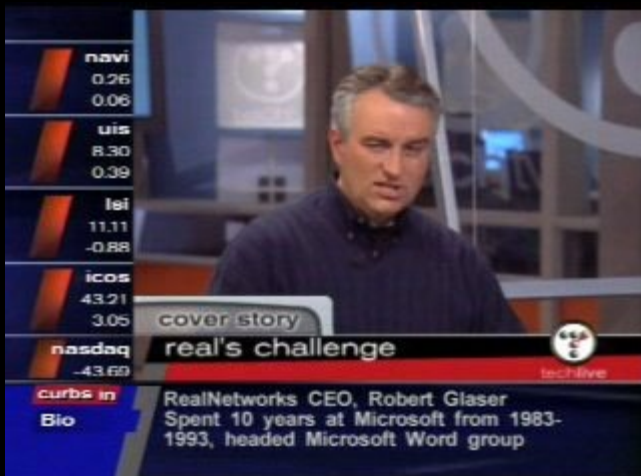 navi
0.26
0.06
uis
8.30
0.39
lsi
11.11
-0.88
icos
43.21
3.05
nasdaq
-43.69
cover story
real's challenge
techlive
curbs in
Bio
RealNetworks CEO, Robert Glaser
Spent 10 years at Microsoft from 1983-
1993, headed Microsoft Word group